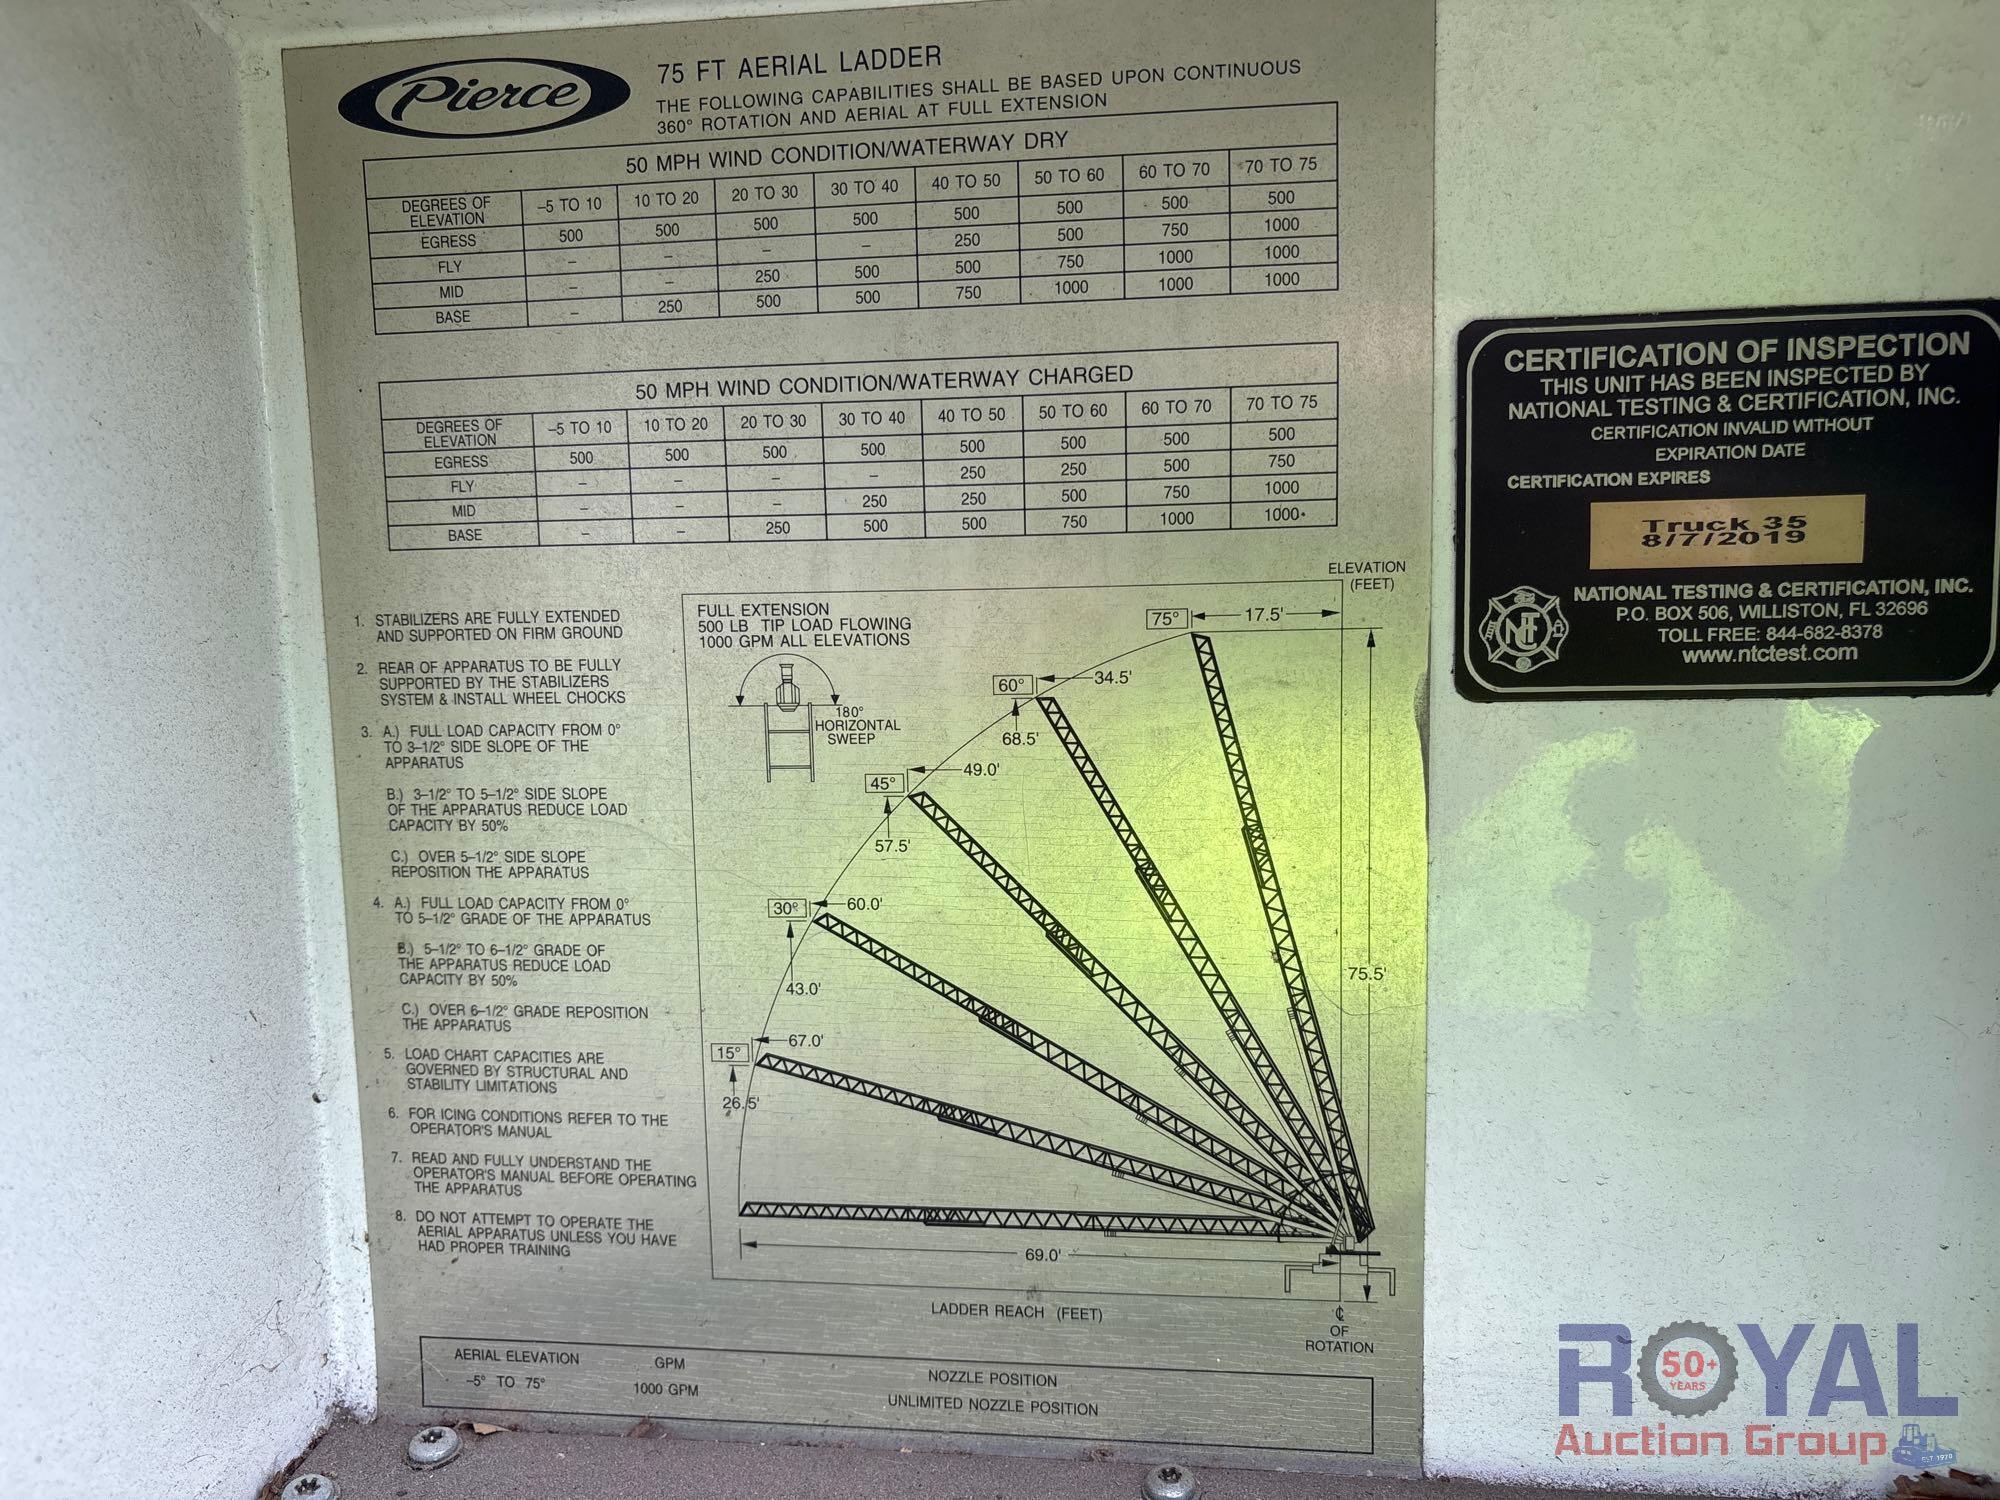 Pierce
75 FT AERIAL LADDER
THE FOLLOWING CAPABILITIES SHALL BE BASED UPON CONTINUOUS
360° ROTATION AND AERIAL AT FULL EXTENSION
50 MPH WIND CONDITION/WATERWAY DRY
DEGREES OF ELEVATION –5 TO 10 10 TO 20 20 TO 30 30 TO 40 40 TO 50 50 TO 60 60 TO 70 70 TO 75
EGRESS 500 500 500 500 500 500 500 500
FLY – – – – 250 500 750 1000
MID – – 250 500 500 750 1000 1000
BASE – 250 500 500 750 1000 1000 1000
50 MPH WIND CONDITION/WATERWAY CHARGED
DEGREES OF ELEVATION –5 TO 10 10 TO 20 20 TO 30 30 TO 40 40 TO 50 50 TO 60 60 TO 70 70 TO 75
EGRESS 500 500 500 500 500 500 500 500
FLY – – – – 250 250 500 750
MID – – – 250 250 500 750 1000
BASE – – 250 500 500 750 1000 1000
1. STABILIZERS ARE FULLY EXTENDED
AND SUPPORTED ON FIRM GROUND
2. REAR OF APPARATUS TO BE FULLY
SUPPORTED BY THE STABILIZERS
SYSTEM & INSTALL WHEEL CHOCKS
3. A.) FULL LOAD CAPACITY FROM 0°
TO 3–1/2° SIDE SLOPE OF THE
APPARATUS
B.) 3–1/2° TO 5–1/2° SIDE SLOPE
OF THE APPARATUS REDUCE LOAD
CAPACITY BY 50%
C.) OVER 5–1/2° SIDE SLOPE
REPOSITION THE APPARATUS
4. A.) FULL LOAD CAPACITY FROM 0°
TO 5–1/2° GRADE OF THE APPARATUS
B.) 5–1/2° TO 6–1/2° GRADE OF
THE APPARATUS REDUCE LOAD
CAPACITY BY 50%
C.) OVER 6–1/2° GRADE REPOSITION
THE APPARATUS
5. LOAD CHART CAPACITIES ARE
GOVERNED BY STRUCTURAL AND
STABILITY LIMITATIONS
6. FOR ICING CONDITIONS REFER TO THE
OPERATOR'S MANUAL
7. READ AND FULLY UNDERSTAND THE
OPERATOR'S MANUAL BEFORE OPERATING
THE APPARATUS
8. DO NOT ATTEMPT TO OPERATE THE
AERIAL APPARATUS UNLESS YOU HAVE
HAD PROPER TRAINING
FULL EXTENSION
500 LB TIP LOAD FLOWING
1000 GPM ALL ELEVATIONS
180°
HORIZONTAL
SWEEP
ELEVATION
(FEET)
75° 17.5'
60° 34.5'
68.5'
45° 49.0'
57.5'
30° 60.0'
43.0'
75.5'
15° 67.0'
26.5'
69.0'
LADDER REACH (FEET)
℄
OF
ROTATION
AERIAL ELEVATION GPM NOZZLE POSITION
–5° TO 75° 1000 GPM UNLIMITED NOZZLE POSITION
CERTIFICATION OF INSPECTION
THIS UNIT HAS BEEN INSPECTED BY
NATIONAL TESTING & CERTIFICATION, INC.
CERTIFICATION INVALID WITHOUT
EXPIRATION DATE
CERTIFICATION EXPIRES
Truck 35
8/7/2019
NATIONAL TESTING & CERTIFICATION, INC.
P.O. BOX 506, WILLISTON, FL 32696
TOLL FREE: 844-682-8378
www.ntctest.com
ROYAL
50+
YEARS
Auction Group
EST 1970